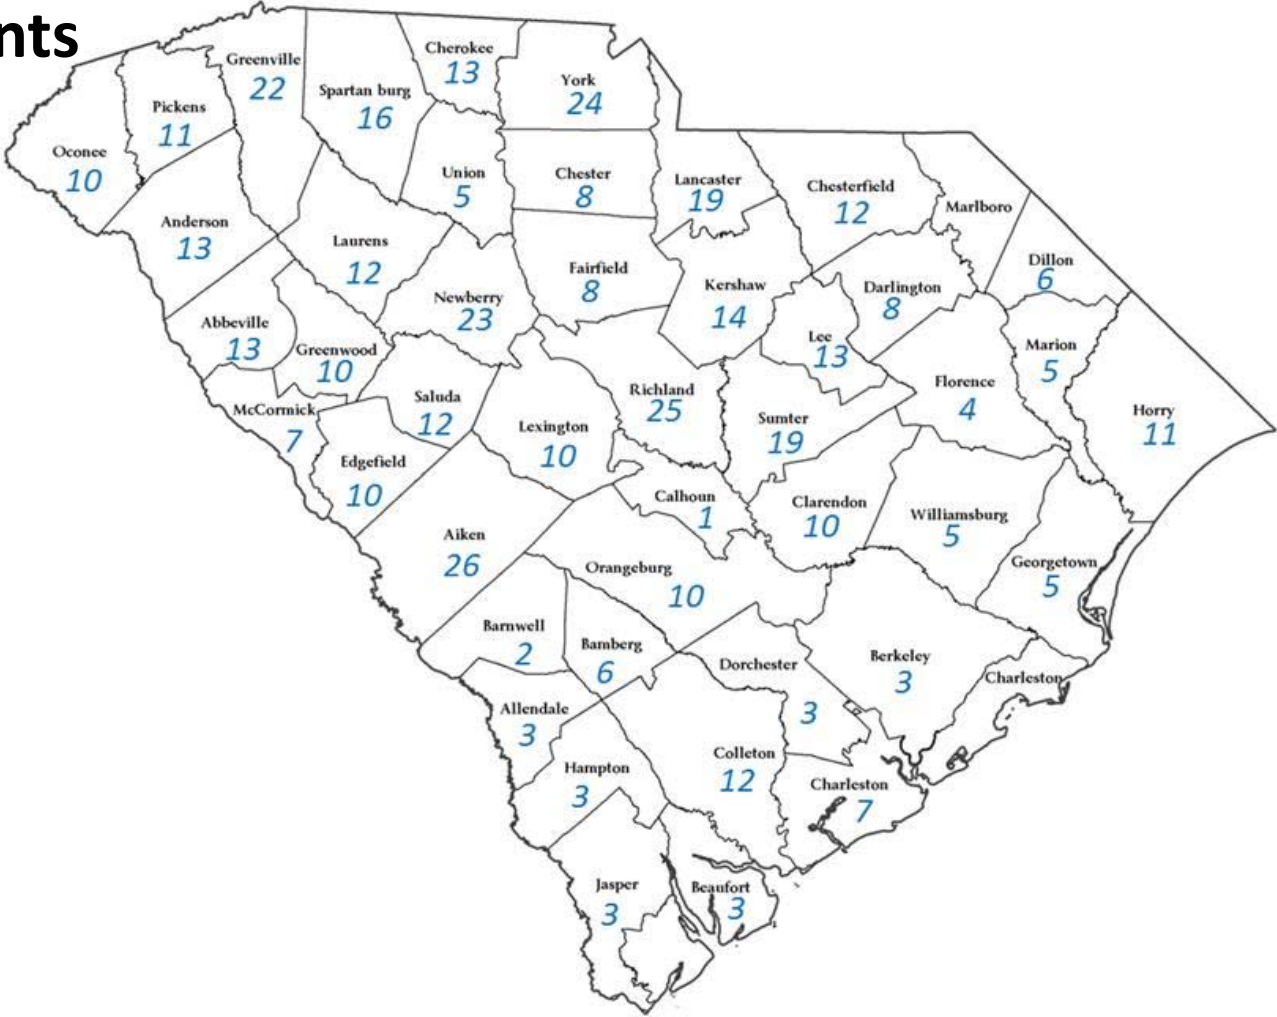 nts
Cherokee
13
Greenville
22
York
24
Spartan burg
16
Pickens
11
Oconee
10
Union
5
Chester
8
Lancaster
19
Chesterfield
12
Marlboro
Anderson
13
Laurens
12
Dillon
6
Fairfield
8
Kershaw
14
Darlington
8
Newberry
23
Abbeville
13
Lee
13
Marion
5
Greenwood
10
Florence
4
Richland
25
Saluda
12
McCormick
7
Horry
11
Sumter
19
Lexington
10
Edgefield
10
Calhoun
1
Clarendon
10
Williamsburg
5
Aiken
26
Georgetown
5
Orangeburg
10
Barnwell
2
Bamberg
6
Berkeley
3
Dorchester
3
Charleston
Allendale
3
Colleton
12
Hampton
3
Charleston
7
Jasper
3
Beaufort
3